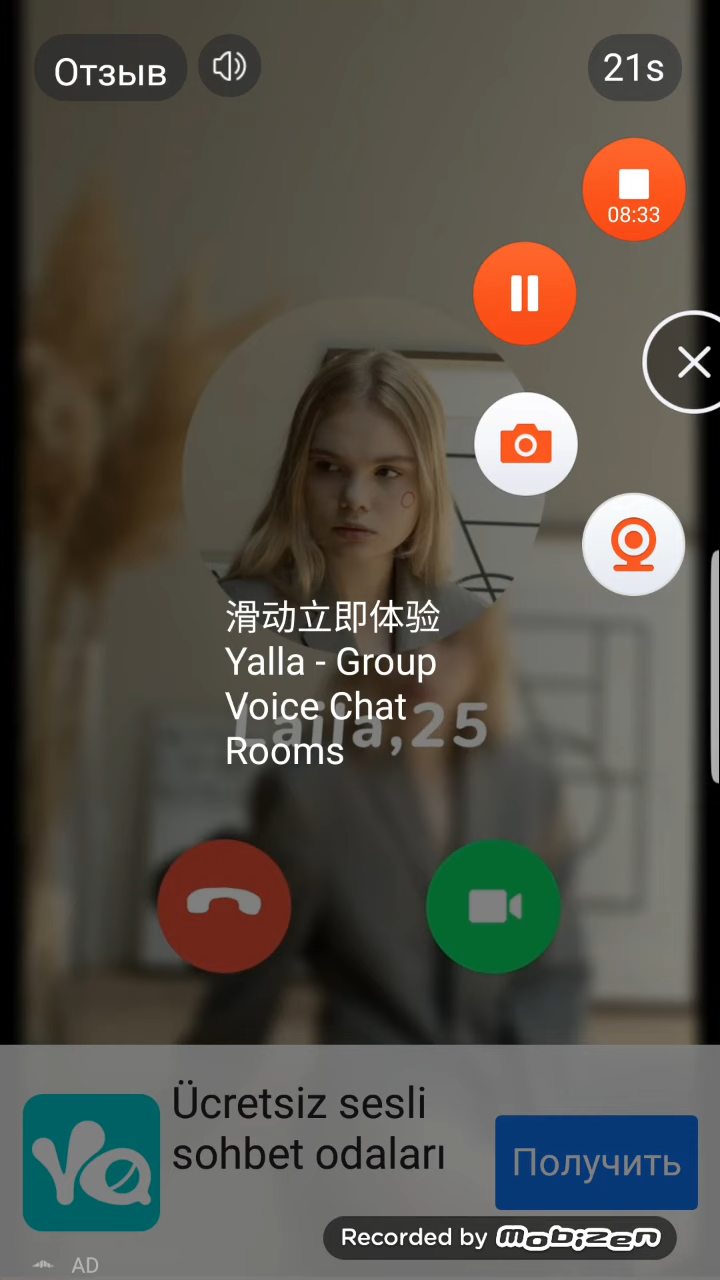 Отзыв
21s
08:33
滑动立即体验
Yalla - Group
Voice Chat
Rooms
Laila,25
Ücretsiz sesli
sohbet odaları
Получить
Recorded by Mobizen
AD